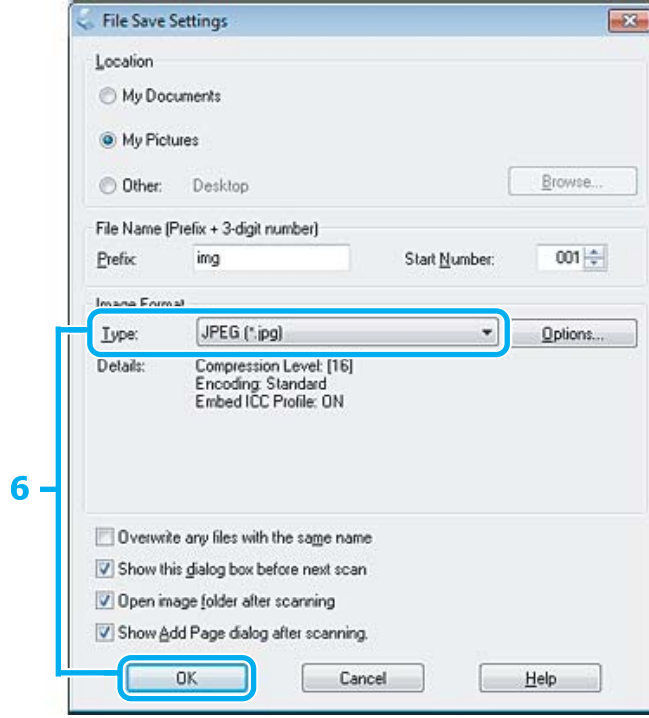 File Save Settings
Location
My Documents
My Pictures
Other: Desktop Browse...
File Name (Prefix + 3-digit number)
Prefix: img Start Number: 001
Image Format
Type: JPEG (*.jpg) Options...
Details: Compression Level: [16]
Encoding: Standard
Embed ICC Profile: ON
6
Overwrite any files with the same name
Show this dialog box before next scan
Open image folder after scanning
Show Add Page dialog after scanning.
OK Cancel Help